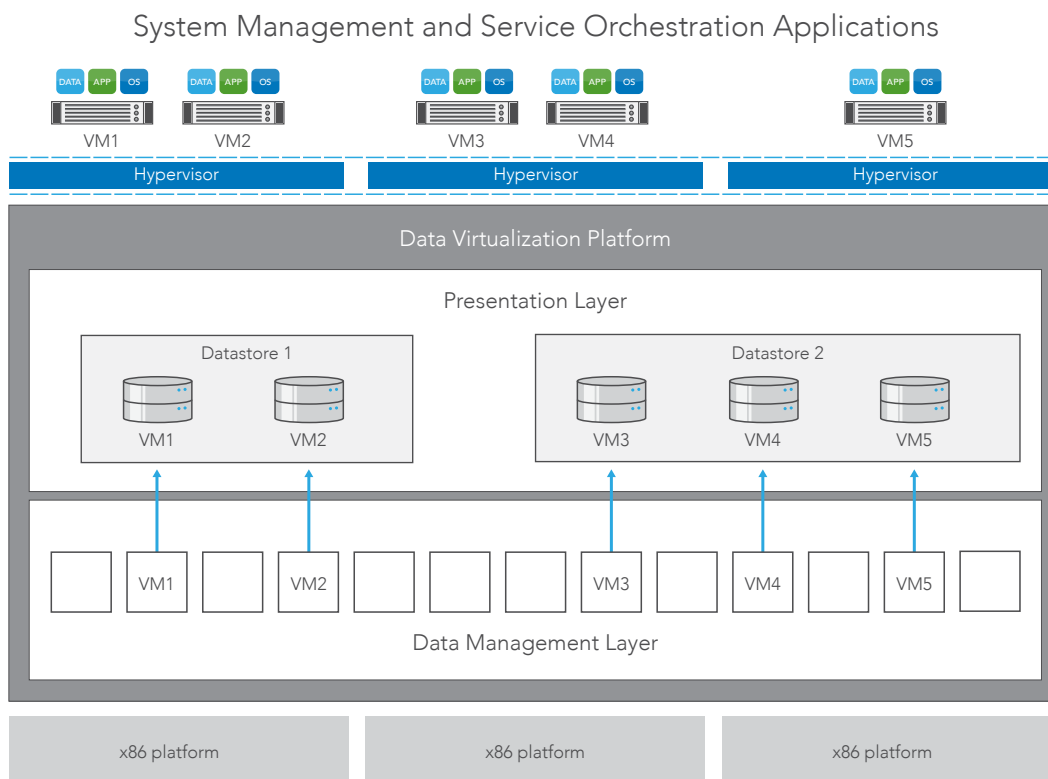 System Management and Service Orchestration Applications
DATA APP OS DATA APP OS DATA APP OS DATA APP OS DATA APP OS
VM1 VM2 VM3 VM4 VM5
Hypervisor Hypervisor Hypervisor
Data Virtualization Platform
Presentation Layer
Datastore 1 Datastore 2
VM1 VM2 VM3 VM4 VM5
VM1 VM2 VM3 VM4 VM5
Data Management Layer
x86 platform x86 platform x86 platform